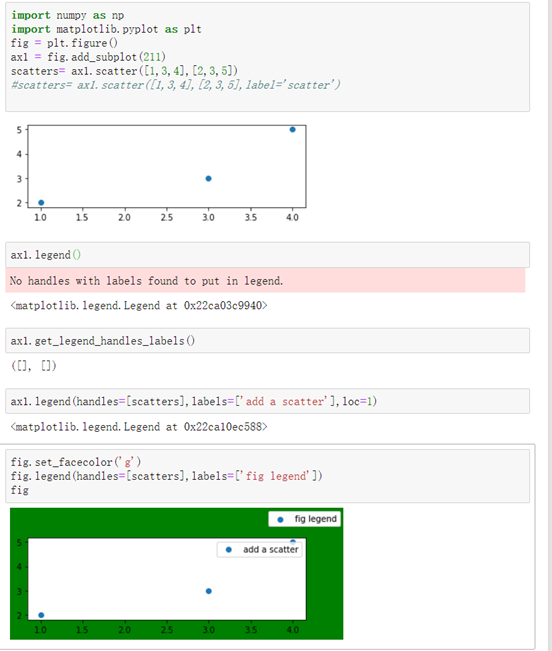 import numpy as np
import matplotlib.pyplot as plt
fig = plt.figure()
ax1 = fig.add_subplot(211)
scatters= ax1.scatter([1,3,4],[2,3,5])
#scatters= ax1.scatter([1,3,4],[2,3,5],label='scatter')
5
4
3
2
1.0 1.5 2.0 2.5 3.0 3.5 4.0
ax1.legend()
No handles with labels found to put in legend.
<matplotlib.legend.Legend at 0x22ca03c9940>
ax1.get_legend_handles_labels()
([], [])
ax1.legend(handles=[scatters],labels=['add a scatter'],loc=1)
<matplotlib.legend.Legend at 0x22ca10ec588>
fig.set_facecolor('g')
fig.legend(handles=[scatters],labels=['fig legend'])
fig
fig legend
5
add a scatter
4
3
2
1.0 1.5 2.0 2.5 3.0 3.5 4.0